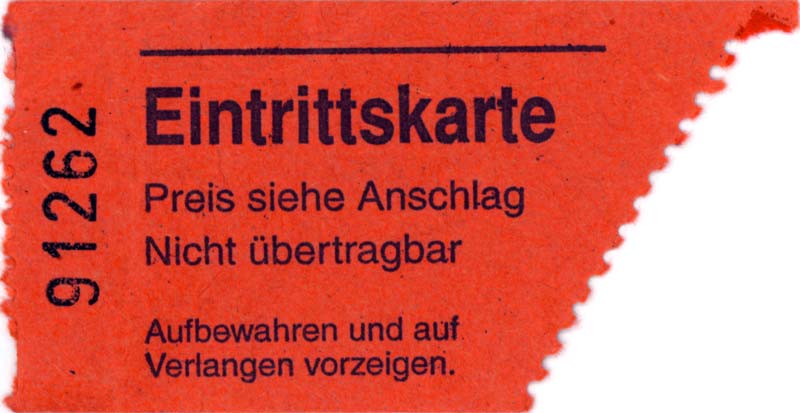 91262
Eintrittskarte
Preis siehe Anschlag
Nicht übertragbar
Aufbewahren und auf
Verlangen vorzeigen.